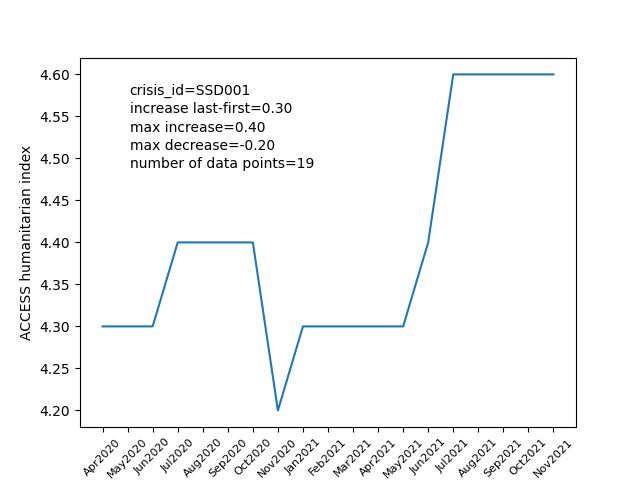 crisis_id=SSD001
increase last-first=0.30
max increase=0.40
max decrease=-0.20
number of data points=19
ACCESS humanitarian index
4.60
4.55
4.50
4.45
4.40
4.35
4.30
4.25
4.20
Apr2020
May2020
Jun2020
Jul2020
Aug2020
Sep2020
Oct2020
Nov2020
Jan2021
Feb2021
Mar2021
Apr2021
May2021
Jun2021
Jul2021
Aug2021
Sep2021
Oct2021
Nov2021